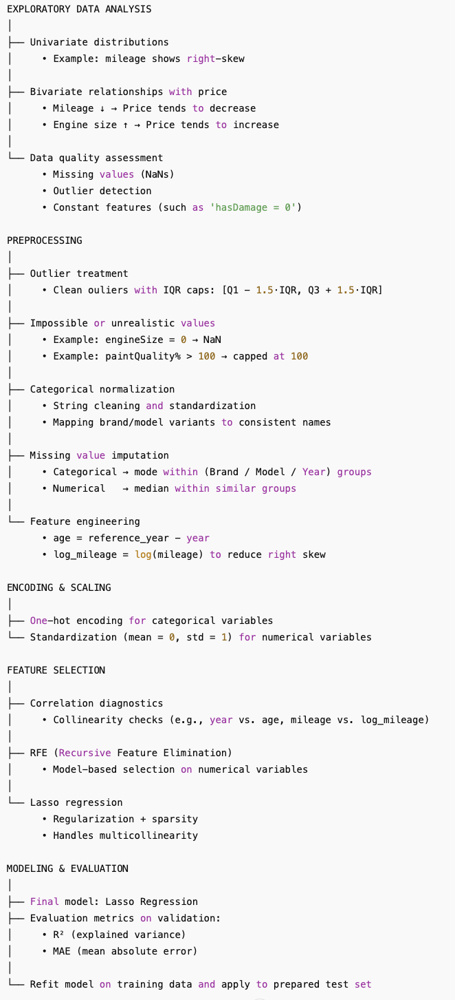 EXPLORATORY DATA ANALYSIS
│
├── Univariate distributions
│     • Example: mileage shows right-skew
│
├── Bivariate relationships with price
│     • Mileage ↓ → Price tends to decrease
│     • Engine size ↑ → Price tends to increase
│
└── Data quality assessment
      • Missing values (NaNs)
      • Outlier detection
      • Constant features (such as 'hasDamage = 0')

PREPROCESSING
│
├── Outlier treatment
│     • Clean ouliers with IQR caps: [Q1 − 1.5·IQR, Q3 + 1.5·IQR]
│
├── Impossible or unrealistic values
│     • Example: engineSize = 0 → NaN
│     • Example: paintQuality% > 100 → capped at 100
│
├── Categorical normalization
│     • String cleaning and standardization
│     • Mapping brand/model variants to consistent names
│
├── Missing value imputation
│     • Categorical → mode within (Brand / Model / Year) groups
│     • Numerical   → median within similar groups
│
└── Feature engineering
      • age = reference_year − year
      • log_mileage = log(mileage) to reduce right skew

ENCODING & SCALING
│
├── One-hot encoding for categorical variables
└── Standardization (mean = 0, std = 1) for numerical variables

FEATURE SELECTION
│
├── Correlation diagnostics
│     • Collinearity checks (e.g., year vs. age, mileage vs. log_mileage)
│
├── RFE (Recursive Feature Elimination)
│     • Model-based selection on numerical variables
│
└── Lasso regression
      • Regularization + sparsity
      • Handles multicollinearity

MODELING & EVALUATION
│
├── Final model: Lasso Regression
├── Evaluation metrics on validation:
│     • R² (explained variance)
│     • MAE (mean absolute error)
│
└── Refit model on training data and apply to prepared test set